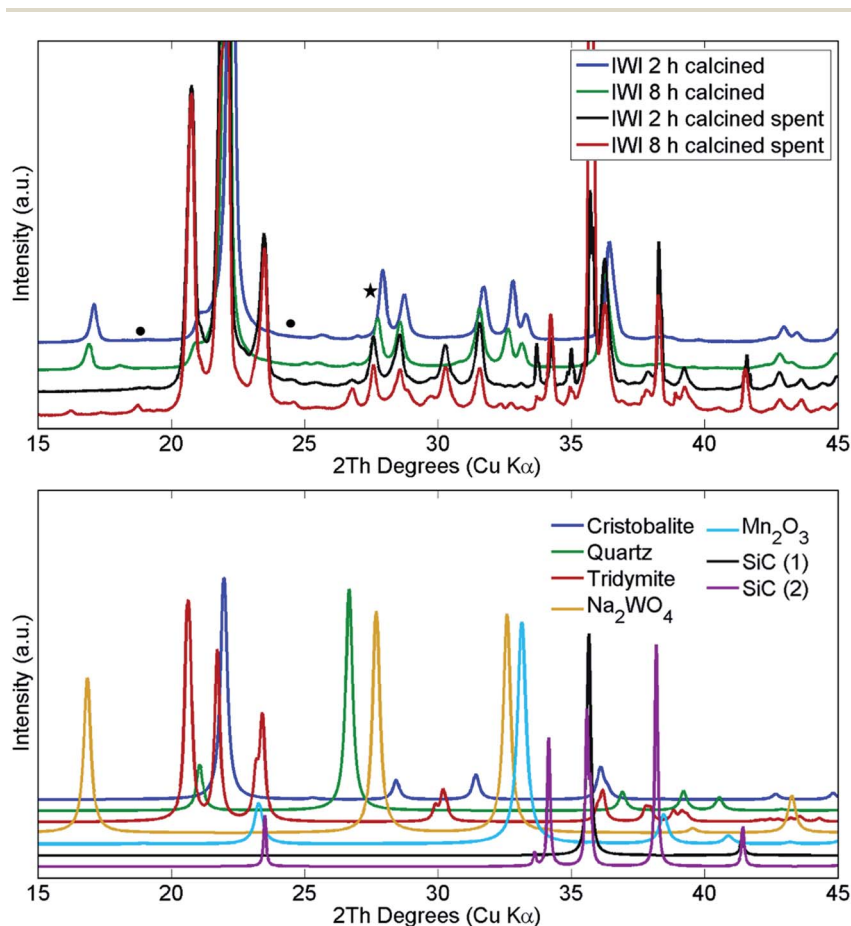 Intensity (a.u.)
IWI 2 h calcined
IWI 8 h calcined
IWI 2 h calcined spent
IWI 8 h calcined spent
15 20 25 30 35 40 45
2Th Degrees (Cu Kα)
Intensity (a.u.)
Cristobalite
Quartz
Tridymite
Na₂WO₄
Mn₂O₃
SiC (1)
SiC (2)
15 20 25 30 35 40 45
2Th Degrees (Cu Kα)